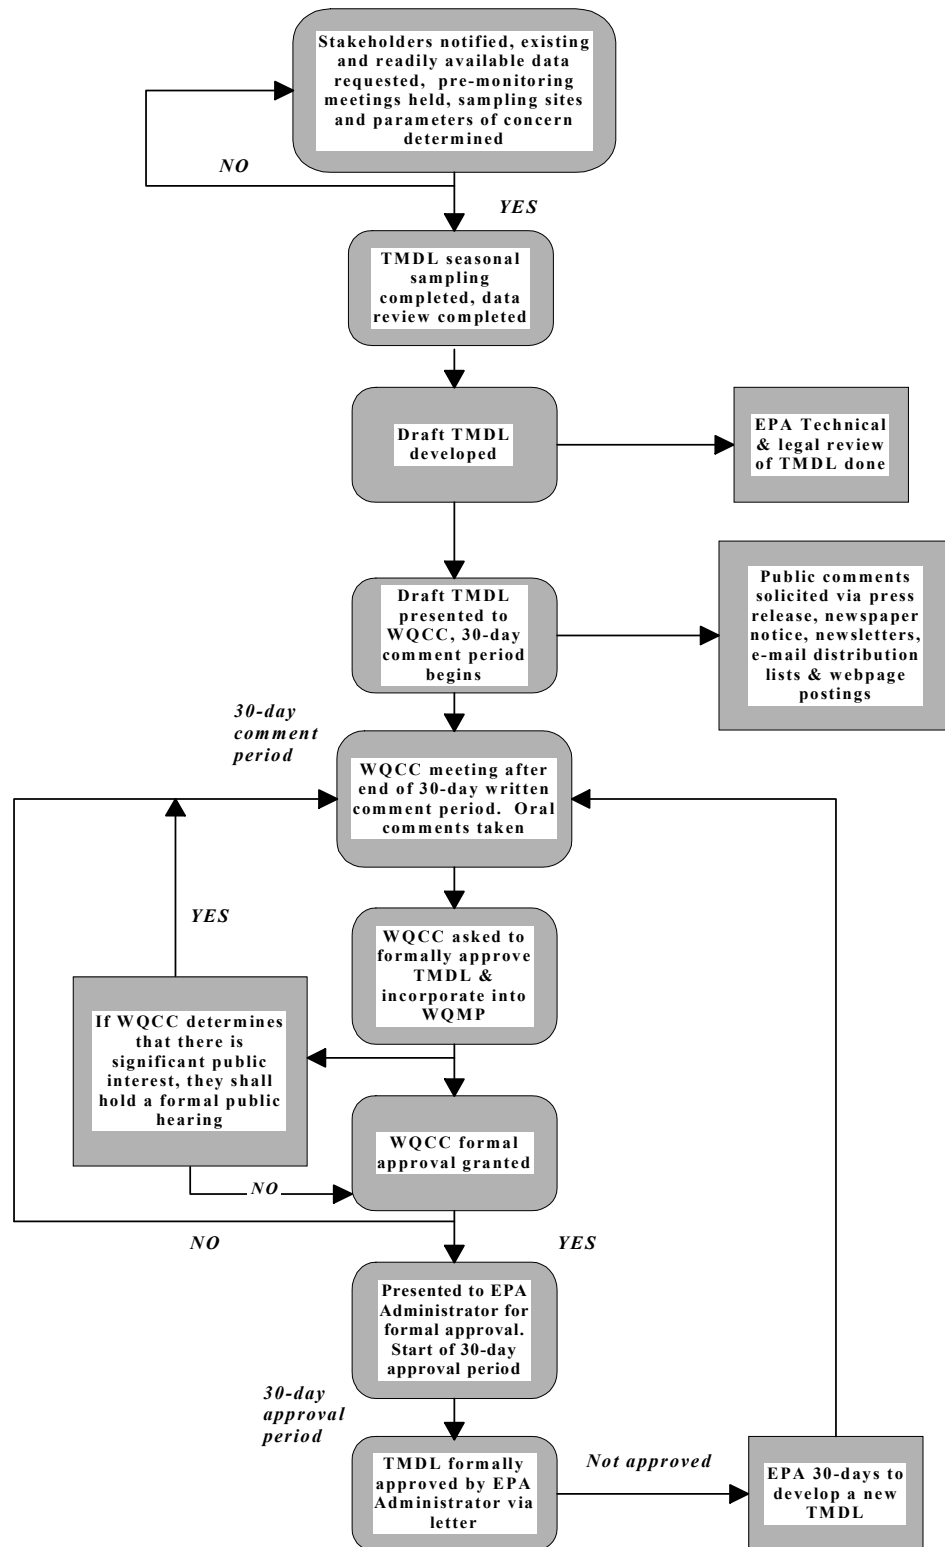 Stakeholders notified, existing
and readily available data
requested, pre-monitoring
meetings held, sampling sites
and parameters of concern
determined
NO
YES
TMDL seasonal
sampling
completed, data
review completed
Draft TMDL
developed
EPA Technical
& legal review
of TMDL done
Draft TMDL
presented to
WQCC, 30-day
comment period
begins
Public comments
solicited via press
release, newspaper
notice, newsletters,
e-mail distribution
lists & webpage
postings
30-day
comment
period
WQCC meeting after
end of 30-day written
comment period. Oral
comments taken
YES
WQCC asked to
formally approve
TMDL &
incorporate into
WQMP
If WQCC determines
that there is
significant public
interest, they shall
hold a formal public
hearing
WQCC formal
approval granted
NO
NO
YES
Presented to EPA
Administrator for
formal approval.
Start of 30-day
approval period
30-day
approval
period
TMDL formally
approved by EPA
Administrator via
letter
Not approved
EPA 30-days to
develop a new
TMDL